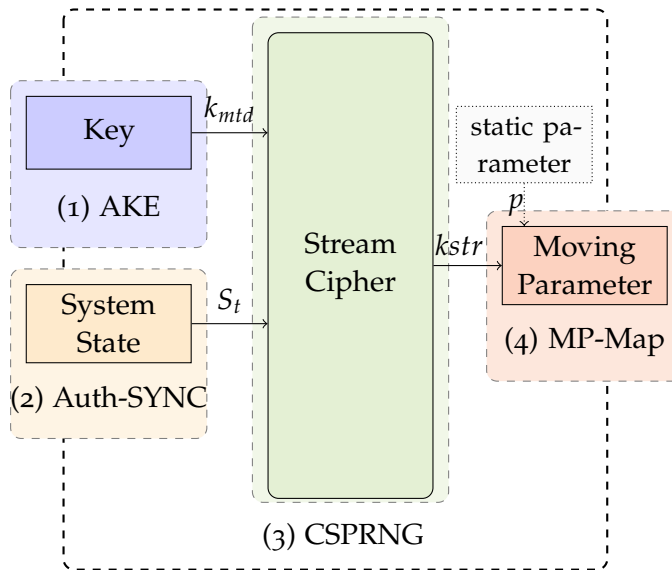 Key
k_mtd
(1) AKE
System
State
S_t
(2) Auth-SYNC
Stream
Cipher
(3) CSPRNG
kstr
static pa-
rameter
p
Moving
Parameter
(4) MP-Map